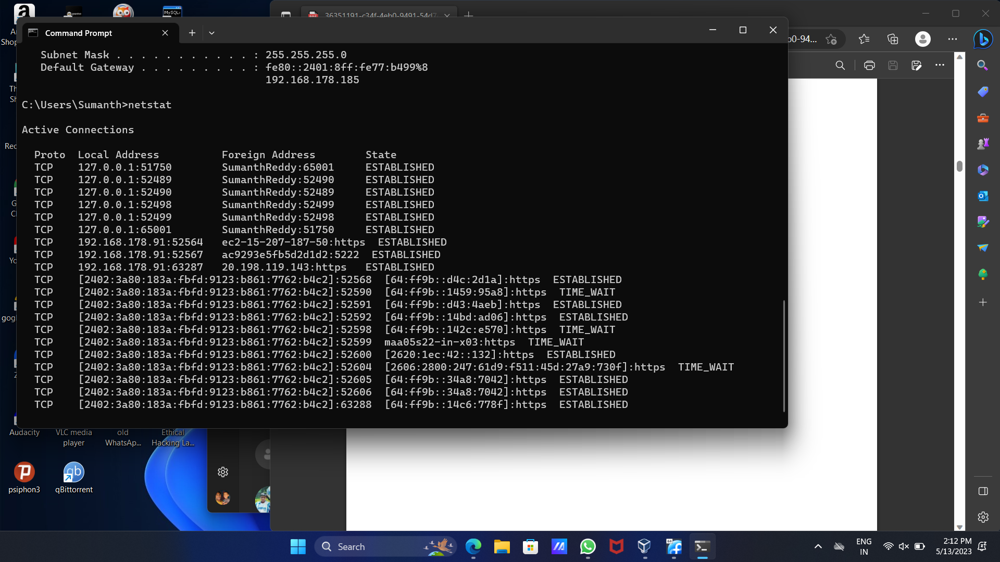 MySQL
36351191-c34f-4eb0-9491-54d7
Command Prompt
b0-94...
Subnet Mask . . . . . . . . . . . : 255.255.255.0
Default Gateway . . . . . . . . . : fe80::2401:8ff:fe77:b499%8
192.168.178.185
C:\Users\Sumanth>netstat
Active Connections
Proto  Local Address          Foreign Address        State
TCP    127.0.0.1:51750        SumanthReddy:65001     ESTABLISHED
TCP    127.0.0.1:52489        SumanthReddy:52490     ESTABLISHED
TCP    127.0.0.1:52490        SumanthReddy:52489     ESTABLISHED
TCP    127.0.0.1:52498        SumanthReddy:52499     ESTABLISHED
TCP    127.0.0.1:52499        SumanthReddy:52498     ESTABLISHED
TCP    127.0.0.1:65001        SumanthReddy:51750     ESTABLISHED
TCP    192.168.178.91:52564   ec2-15-207-187-50:https  ESTABLISHED
TCP    192.168.178.91:52567   ac9293e5fb5d2d1d2:5222  ESTABLISHED
TCP    192.168.178.91:63287   20.198.119.143:https   ESTABLISHED
TCP    [2402:3a80:183a:fbfd:9123:b861:7762:b4c2]:52568  [64:ff9b::d4c:2d1a]:https  ESTABLISHED
TCP    [2402:3a80:183a:fbfd:9123:b861:7762:b4c2]:52590  [64:ff9b::1459:95a8]:https  TIME_WAIT
TCP    [2402:3a80:183a:fbfd:9123:b861:7762:b4c2]:52591  [64:ff9b::d43:4aeb]:https  ESTABLISHED
TCP    [2402:3a80:183a:fbfd:9123:b861:7762:b4c2]:52592  [64:ff9b::14bd:ad06]:https  ESTABLISHED
TCP    [2402:3a80:183a:fbfd:9123:b861:7762:b4c2]:52598  [64:ff9b::142c:e570]:https  TIME_WAIT
TCP    [2402:3a80:183a:fbfd:9123:b861:7762:b4c2]:52599  maa05s22-in-x03:https  TIME_WAIT
TCP    [2402:3a80:183a:fbfd:9123:b861:7762:b4c2]:52600  [2620:1ec:42::132]:https  ESTABLISHED
TCP    [2402:3a80:183a:fbfd:9123:b861:7762:b4c2]:52604  [2606:2800:247:61d9:f511:45d:27a9:730f]:https  TIME_WAIT
TCP    [2402:3a80:183a:fbfd:9123:b861:7762:b4c2]:52605  [64:ff9b::34a8:7042]:https  ESTABLISHED
TCP    [2402:3a80:183a:fbfd:9123:b861:7762:b4c2]:52606  [64:ff9b::34a8:7042]:https  ESTABLISHED
TCP    [2402:3a80:183a:fbfd:9123:b861:7762:b4c2]:63288  [64:ff9b::14c6:778f]:https  ESTABLISHED
Audacity
VLC media
player
old
WhatsAp...
Ethical
Hacking La...
psiphon3
qBittorrent
Search
ENG
IN
2:12 PM
5/13/2023